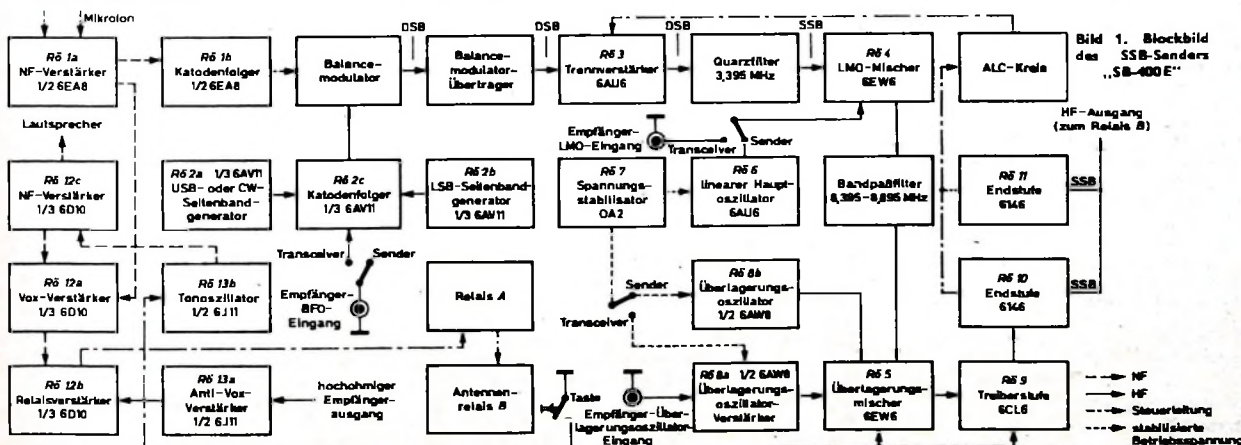 Mikrofon
Rö 1a
NF-Verstärker
1/2 6EA8
Rö 1b
Katodenfolger
1/2 6EA8
Balance-
modulator
DSB
Balance-
modulator-
Übertrager
DSB
Rö 3
Trennverstärker
6AU6
DSB
Quarzfilter
3,395 MHz
SSB
Rö 4
LMO-Mischer
6EW6
ALC-Kreis
Bild 1. Blockbild
des SSB-Senders
„SB-400E“
HF-Ausgang
(zum Relais B)
Lautsprecher
Rö 12c
NF-Verstärker
1/3 6D10
Rö 2a 1/3 6AV11
USB- oder CW-
Seitenband-
generator
Rö 2c
Katodenfolger
1/3 6AV11
Rö 2b
LSB-Seitenband-
generator
1/3 6AV11
Empfänger-
LMO-Eingang
Transceiver
Sender
Rö 7
Spannungs-
stabilisator
OA2
Rö 6
linearer Haupt-
oszillator
6AU6
Bandpaßfilter
8,395-8,895 MHz
Rö 11
Endstufe
6146
SSB
Rö 12a
Vox-Verstärker
1/3 6D10
Rö 13b
Tonoszillator
1/2 6J11
Transceiver
Sender
Empfänger-
BFO-
Eingang
Relais A
Sender
Transceiver
Rö 8b
Überlagerungs-
oszillator
1/2 6AW8
Rö 10
Endstufe
6146
SSB
Rö 12b
Relaisverstärker
1/3 6D10
Rö 13a
Anti-Vox-
Verstärker
1/2 6J11
hochohmiger
Empfänger-
ausgang
Antennen-
relais B
Taste
Empfänger-Über-
lagerungsoszillator-
Eingang
Rö 8a 1/2 6AW8
Überlagerungs-
oszillator-
Verstärker
Rö 5
Überlagerungs-
mischer
6EW6
Rö 9
Treiberstufe
6CL6
NF
HF
Steuerleitung
stabilisierte
Betriebsspannung